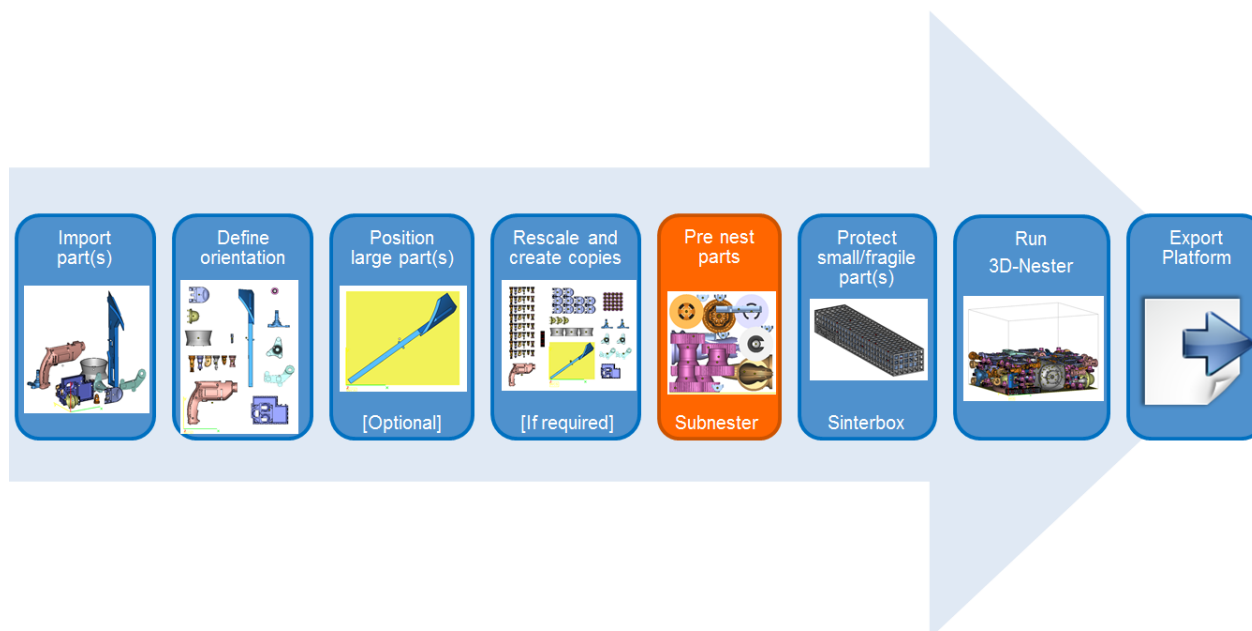 Import
part(s)
Define
orientation
Position
large part(s)
[Optional]
Rescale and
create copies
[If required]
Pre nest
parts
Subnester
Protect
small/fragile
part(s)
Sinterbox
Run
3D-Nester
Export
Platform